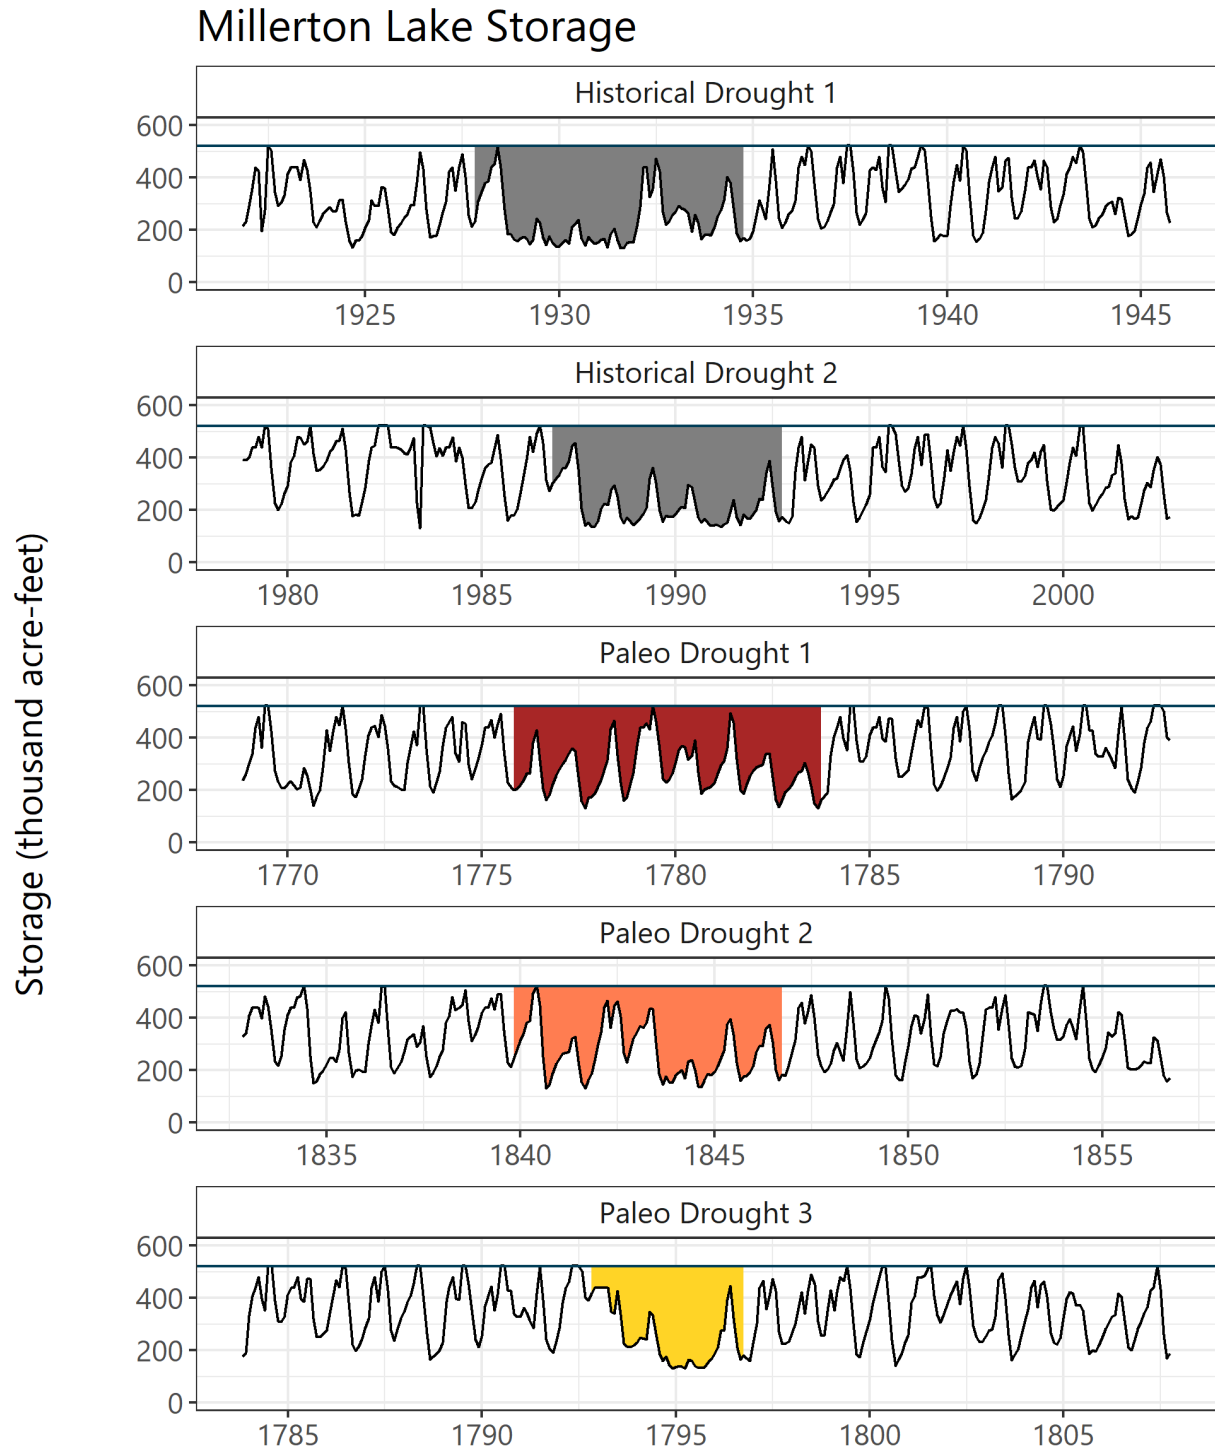 Millerton Lake Storage
Storage (thousand acre-feet)
Historical Drought 1
600
400
200
0
1925 1930 1935 1940 1945
Historical Drought 2
600
400
200
0
1980 1985 1990 1995 2000
Paleo Drought 1
600
400
200
0
1770 1775 1780 1785 1790
Paleo Drought 2
600
400
200
0
1835 1840 1845 1850 1855
Paleo Drought 3
600
400
200
0
1785 1790 1795 1800 1805